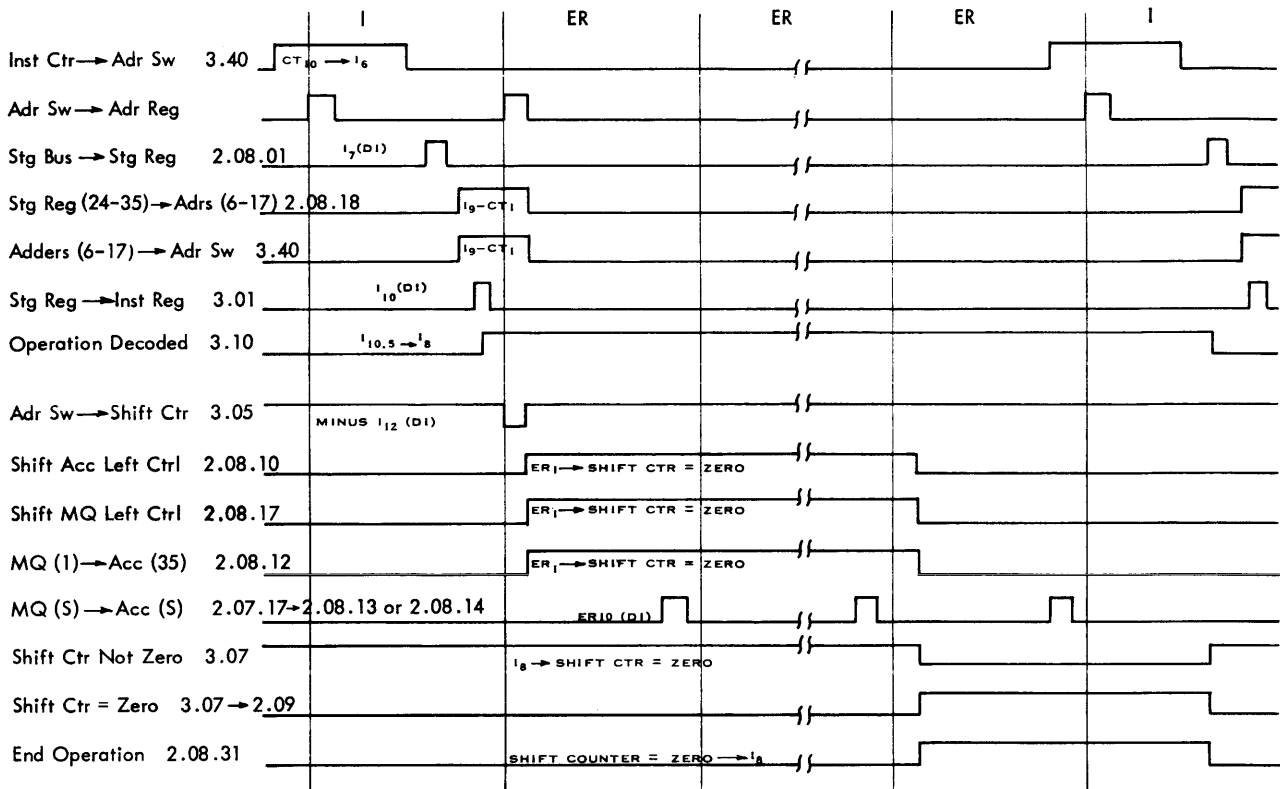 I ER ER ER I
Inst Ctr→Adr Sw 3.40 CT10 → I6
Adr Sw→Adr Reg
Stg Bus→Stg Reg 2.08.01 I7(D1)
Stg Reg (24-35)→Adrs (6-17) 2.08.18 I9-CT1
Adders (6-17)→Adr Sw 3.40 I9-CT1
Stg Reg→Inst Reg 3.01 I10(D1)
Operation Decoded 3.10 I10.5→I8
Adr Sw→Shift Ctr 3.05 MINUS I12 (D1)
Shift Acc Left Ctrl 2.08.10 ER1→SHIFT CTR = ZERO
Shift MQ Left Ctrl 2.08.17 ER1→SHIFT CTR = ZERO
MQ (1)→Acc (35) 2.08.12 ER1→SHIFT CTR = ZERO
MQ (S)→Acc (S) 2.07.17→2.08.13 or 2.08.14 ER10 (D1)
Shift Ctr Not Zero 3.07 I8→SHIFT CTR = ZERO
Shift Ctr = Zero 3.07→2.09
End Operation 2.08.31 SHIFT COUNTER = ZERO→I8